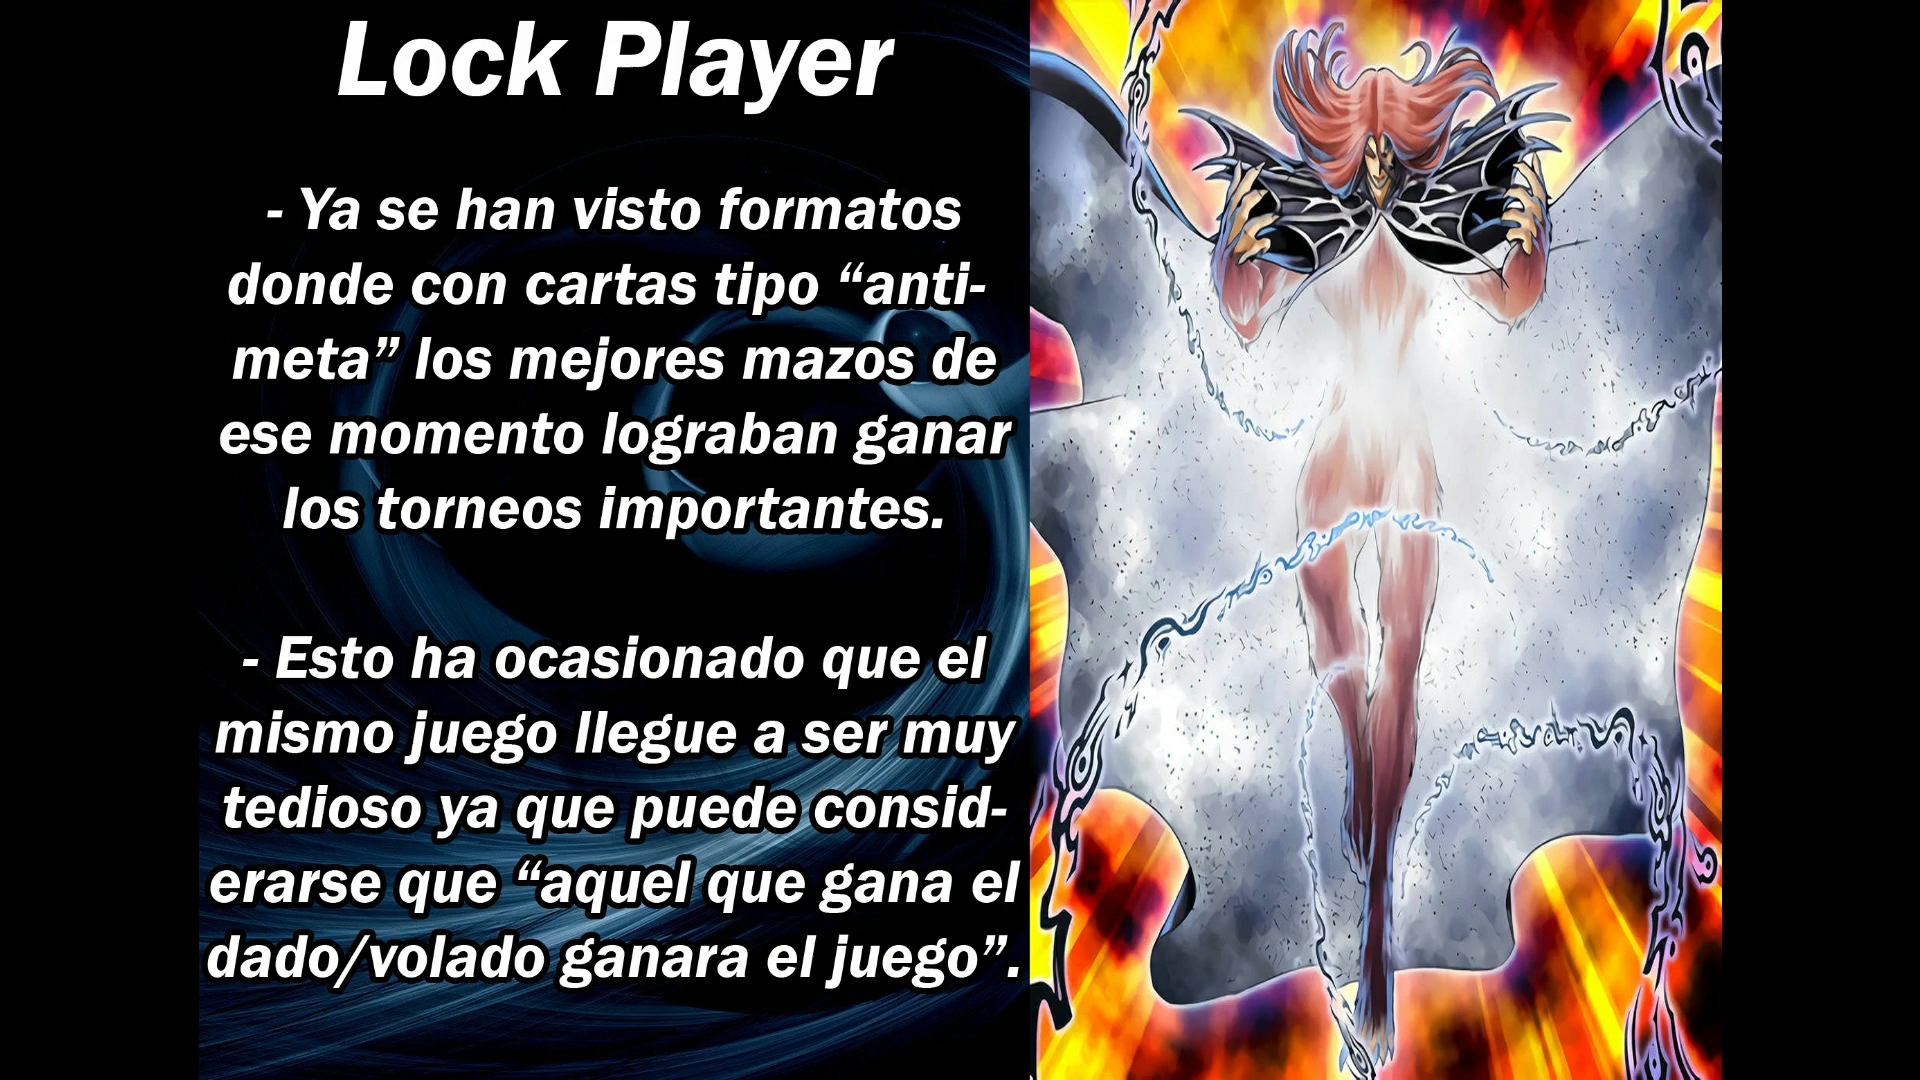 Lock Player
- Ya se han visto formatos
donde con cartas tipo “anti-
meta” los mejores mazos de
ese momento lograban ganar
los torneos importantes.
- Esto ha ocasionado que el
mismo juego llegue a ser muy
tedioso ya que puede consid-
erarse que “aquel que gana el
dado/volado ganara el juego”.